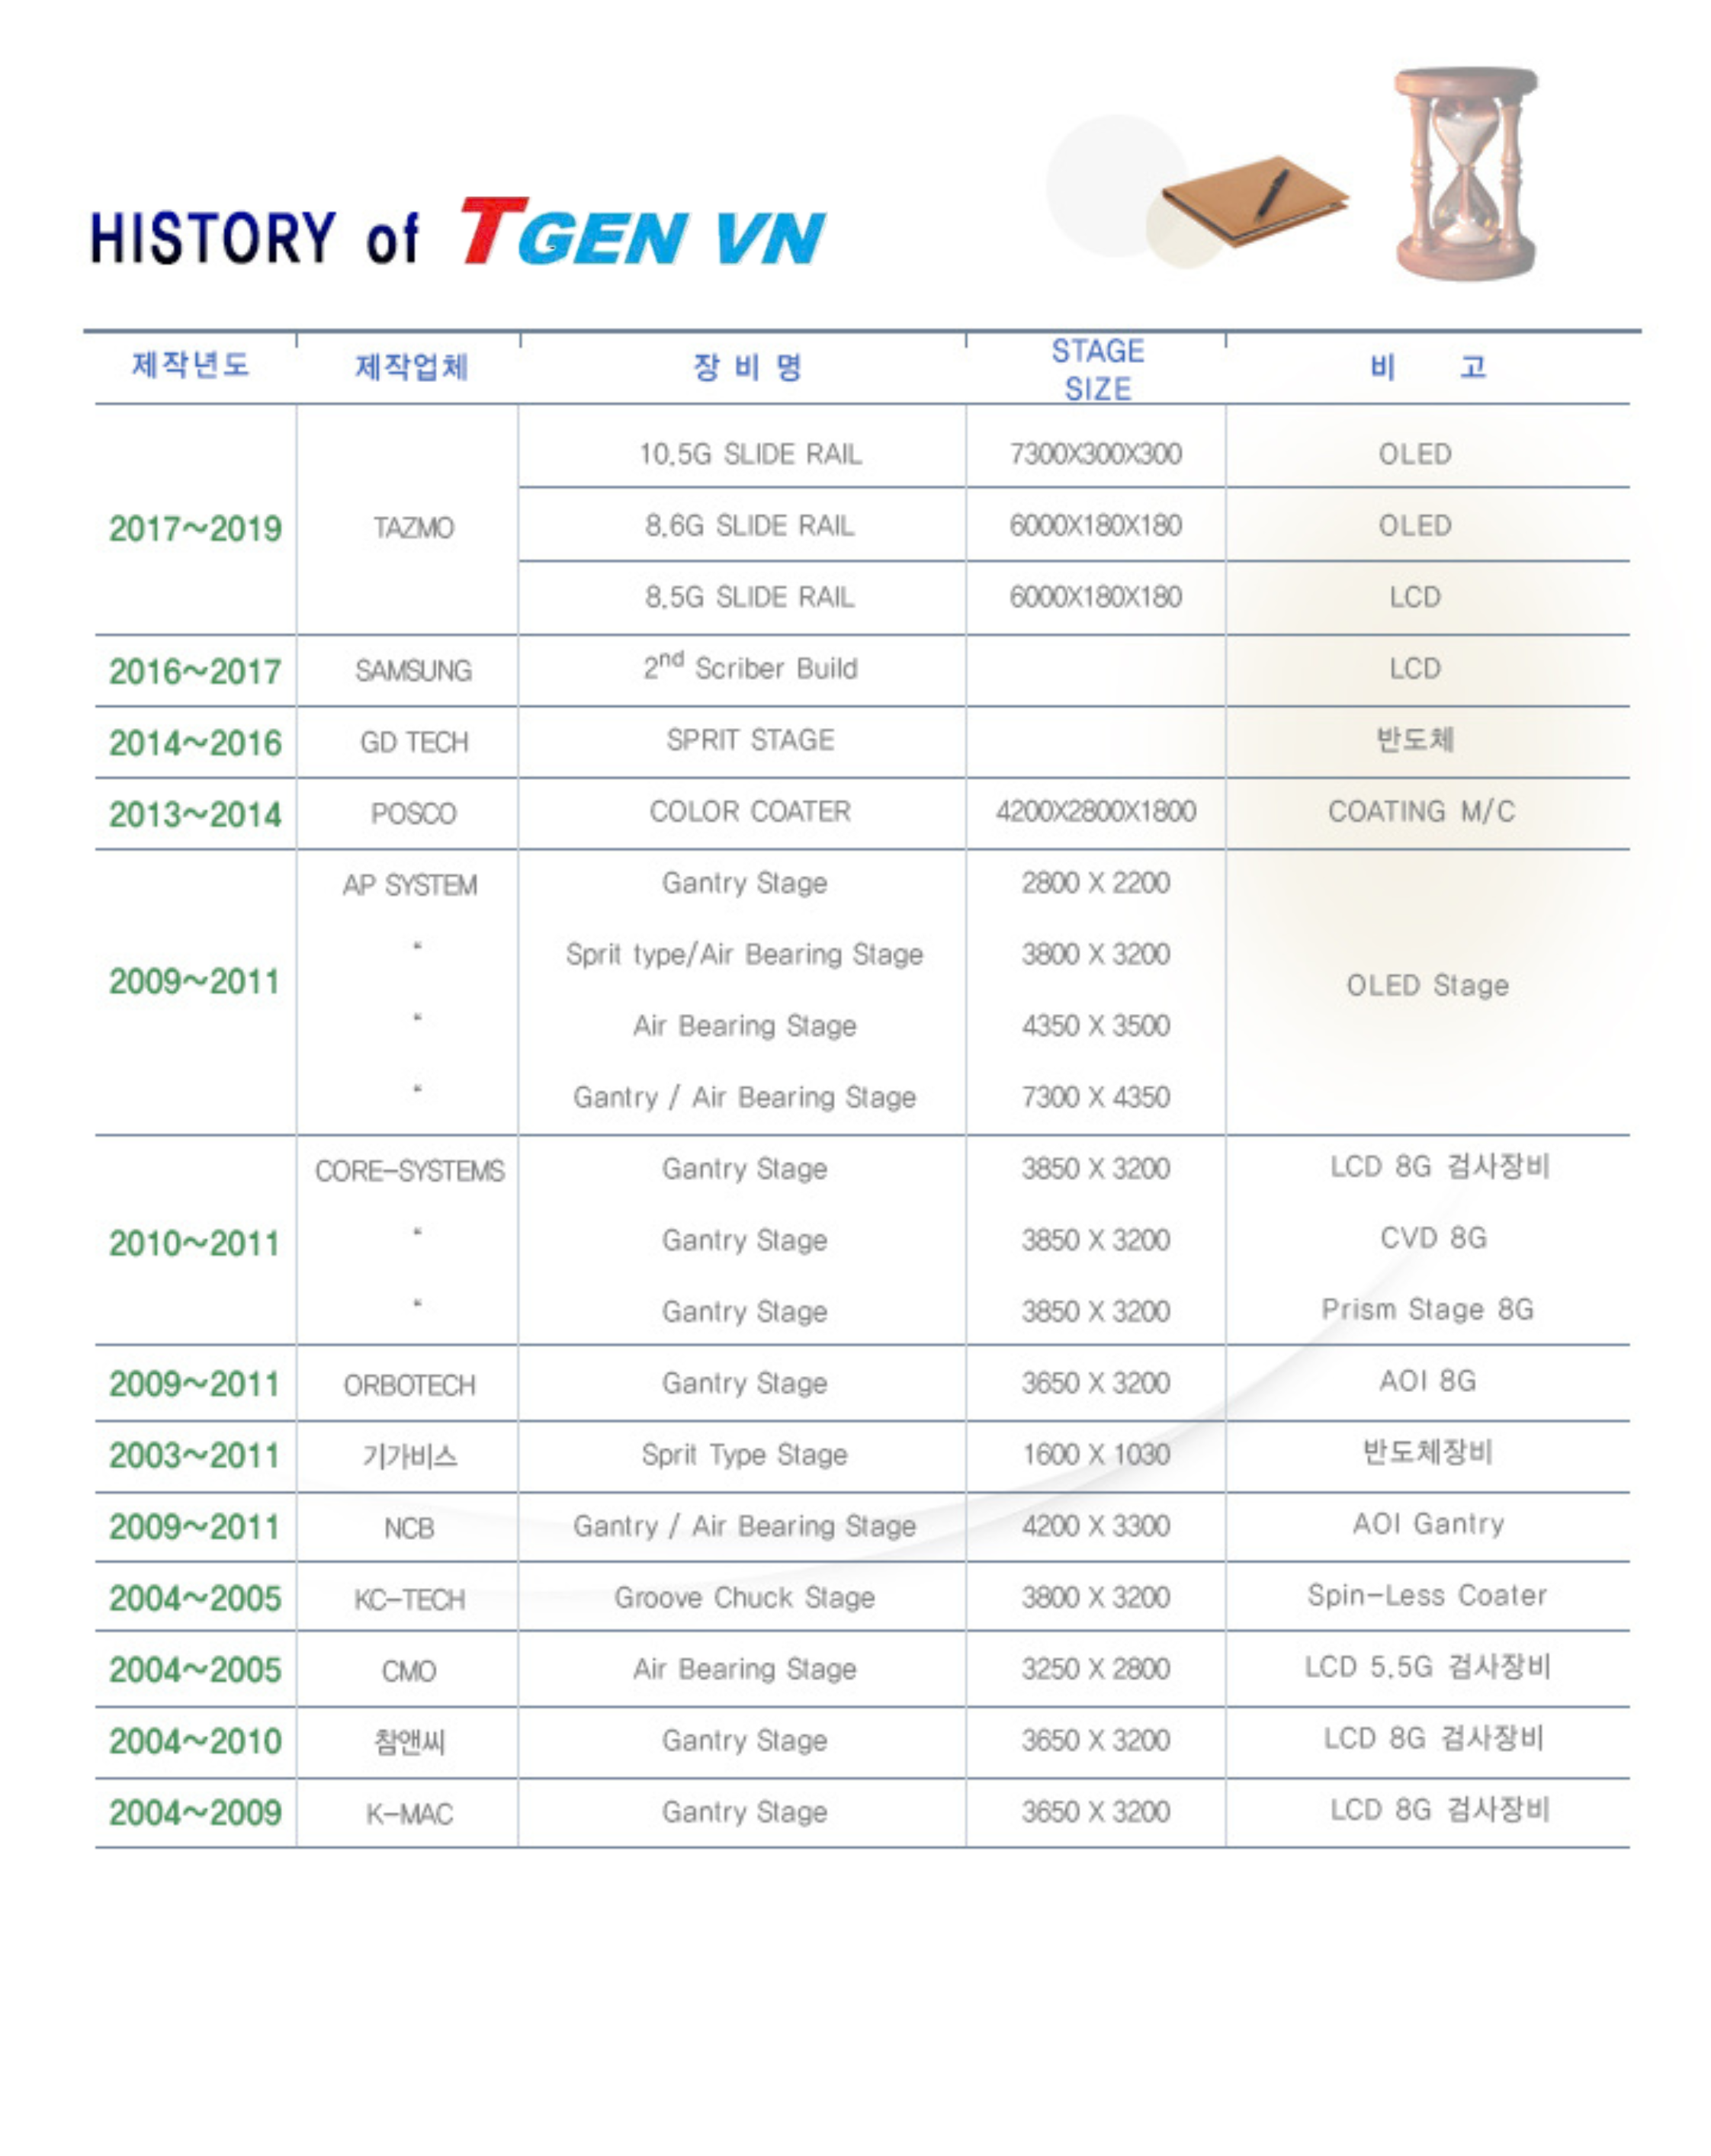 HISTORY of TGEN VN
제작년도 제작업체 장 비 명 STAGE SIZE 비 고
2017~2019 TAZMO 10.5G SLIDE RAIL 7300X300X300 OLED
8.6G SLIDE RAIL 6000X180X180 OLED
8.5G SLIDE RAIL 6000X180X180 LCD
2016~2017 SAMSUNG 2nd Scriber Build LCD
2014~2016 GD TECH SPRIT STAGE 반도체
2013~2014 POSCO COLOR COATER 4200X2800X1800 COATING M/C
2009~2011 AP SYSTEM Gantry Stage 2800 X 2200 OLED Stage
“ Sprit type/Air Bearing Stage 3800 X 3200
“ Air Bearing Stage 4350 X 3500
“ Gantry / Air Bearing Stage 7300 X 4350
2010~2011 CORE-SYSTEMS Gantry Stage 3850 X 3200 LCD 8G 검사장비
“ Gantry Stage 3850 X 3200 CVD 8G
“ Gantry Stage 3850 X 3200 Prism Stage 8G
2009~2011 ORBOTECH Gantry Stage 3650 X 3200 AOI 8G
2003~2011 기가비스 Sprit Type Stage 1600 X 1030 반도체장비
2009~2011 NCB Gantry / Air Bearing Stage 4200 X 3300 AOI Gantry
2004~2005 KC-TECH Groove Chuck Stage 3800 X 3200 Spin-Less Coater
2004~2005 CMO Air Bearing Stage 3250 X 2800 LCD 5.5G 검사장비
2004~2010 참앤씨 Gantry Stage 3650 X 3200 LCD 8G 검사장비
2004~2009 K-MAC Gantry Stage 3650 X 3200 LCD 8G 검사장비